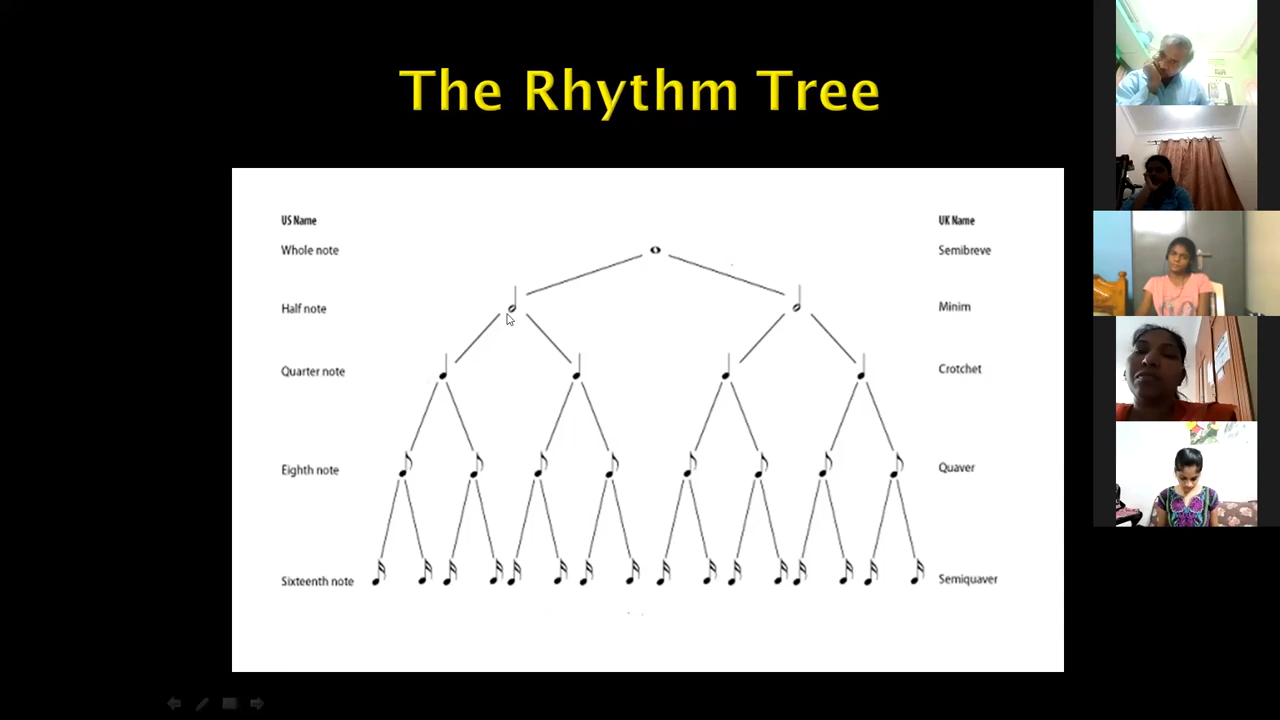 The Rhythm Tree
US Name UK Name
Whole note Semibreve
Half note Minim
Quarter note Crotchet
Eighth note Quaver
Sixteenth note Semiquaver